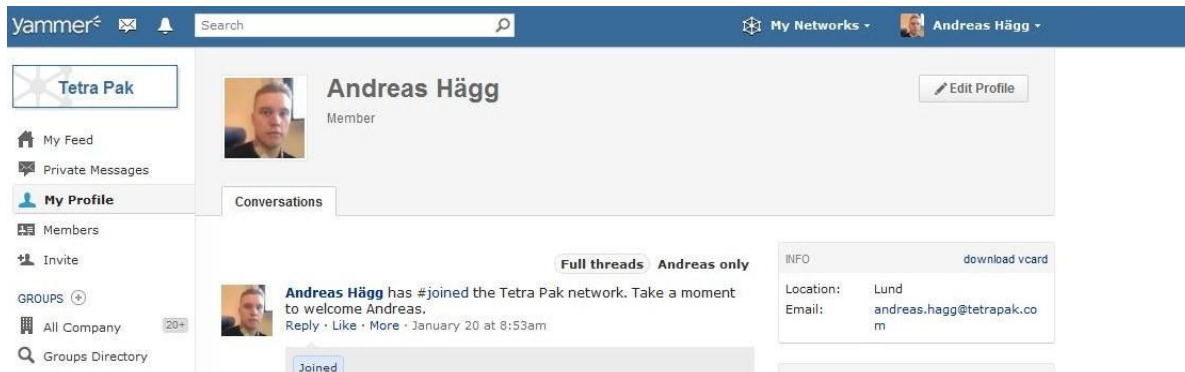 yammer
Search
My Networks
Andreas Hägg
Tetra Pak
My Feed
Private Messages
My Profile
Members
Invite
GROUPS
All Company 20+
Groups Directory
Andreas Hägg
Member
Edit Profile
Conversations
Full threads Andreas only
Andreas Hägg has #joined the Tetra Pak network. Take a moment
to welcome Andreas.
Reply · Like · More · January 20 at 8:53am
Joined
INFO download vcard
Location: Lund
Email: andreas.hagg@tetrapak.co
m